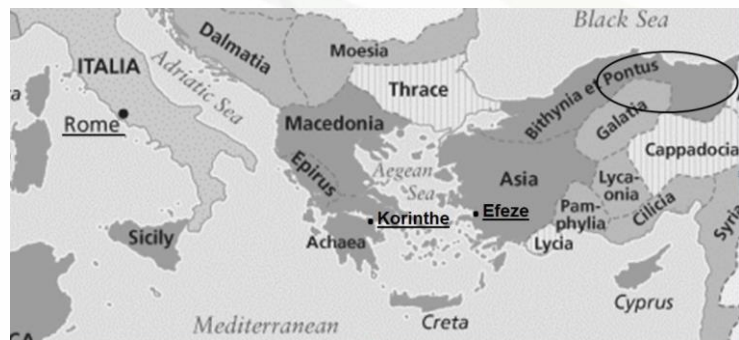 Black Sea
Dalmatia
Moesia
ITALIA
Adriatic Sea
Thrace
Bithynia et Pontus
Rome
Macedonia
Galatia
Cappadocia
Epirus
Aegean
Sea
Asia
Lyca-
onia
Korinthe
Efeze
Pam-
phylia
Cilicia
Sicily
Achaea
Lycia
Syria
Cyprus
Mediterranean
Creta
CA